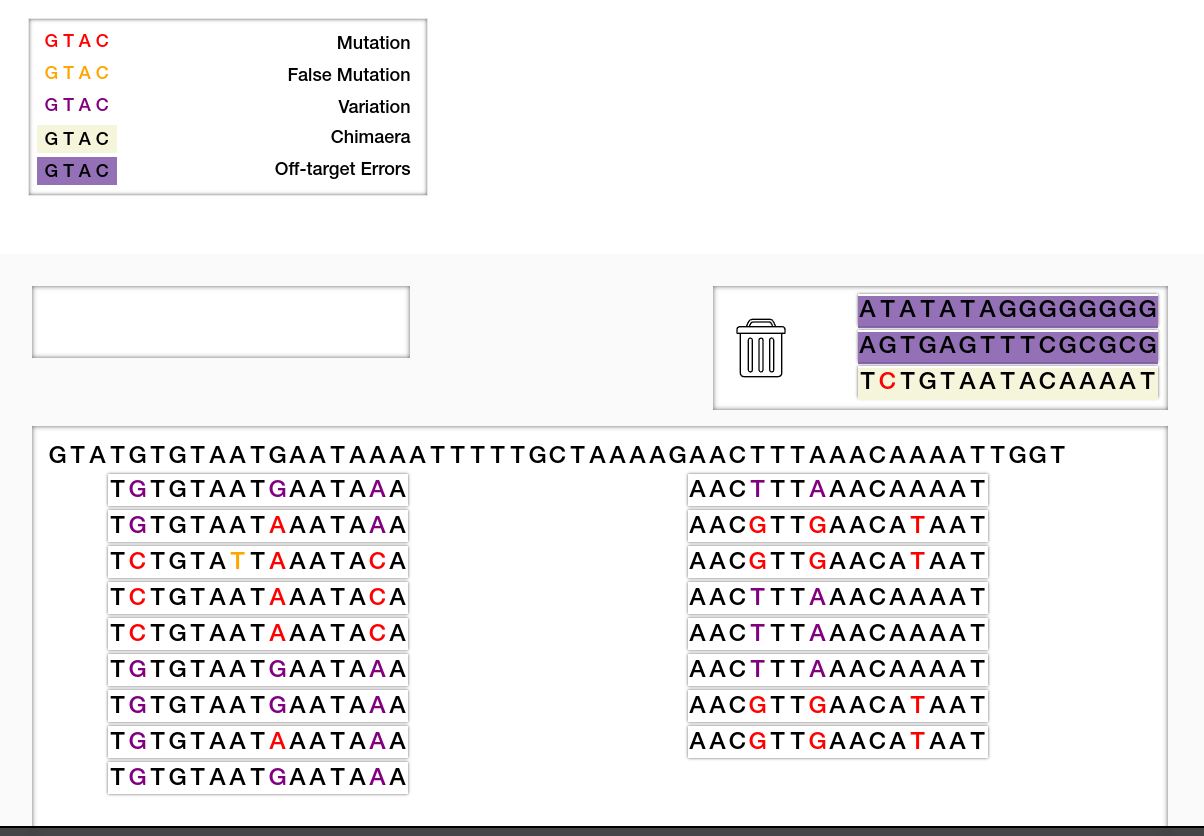 GTAC Mutation
GTAC False Mutation
GTAC Variation
GTAC Chimaera
GTAC Off-target Errors
ATATATAGGGGGGGG
AGTGAGTTTCGCGCG
TCTGTAATACAAAAT
GTATGTGTAATGAATAAAATTTTTGCTAAAAGAACTTTAAACAAAATTGGT
TGTGTAATGAATAAA AACTTTAAACAAAAT
TGTGTAATAAATAAA AACGTTGAACATAAT
TCTGTATTAAATACA AACGTTGAACATAAT
TCTGTAATAAATACA AACTTTAAACAAAAT
TCTGTAATAAATACA AACTTTAAACAAAAT
TGTGTAATGAATAAA AACTTTAAACAAAAT
TGTGTAATGAATAAA AACGTTGAACATAAT
TGTGTAATAAATAAA AACGTTGAACATAAT
TGTGTAATGAATAAA